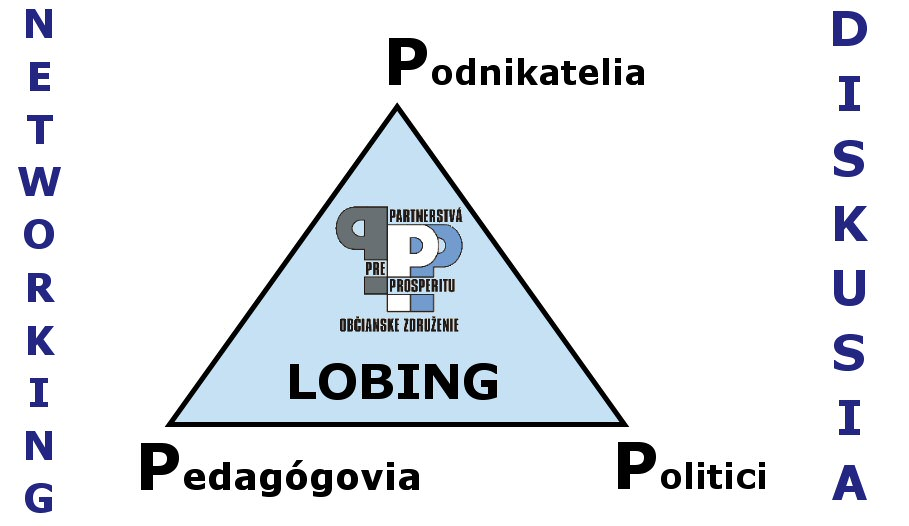 NETWORKING
Podnikatelia
PARTNERSTVÁ
PRE
PROSPERITU
OBČIANSKE ZDRUŽENIE
LOBING
Pedagógovia
Politici
DISKUSIA